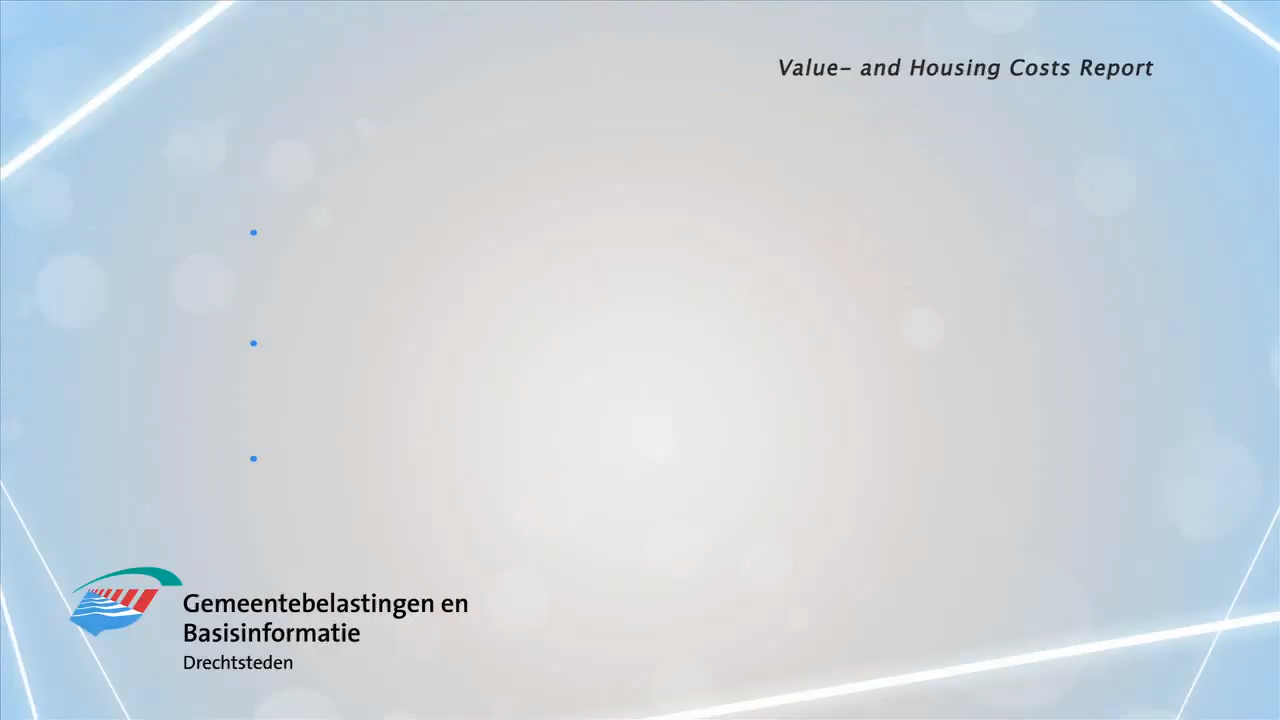 Value- and Housing Costs Report
•
•
•
Gemeentebelastingen en
Basisinformatie
Drechtsteden